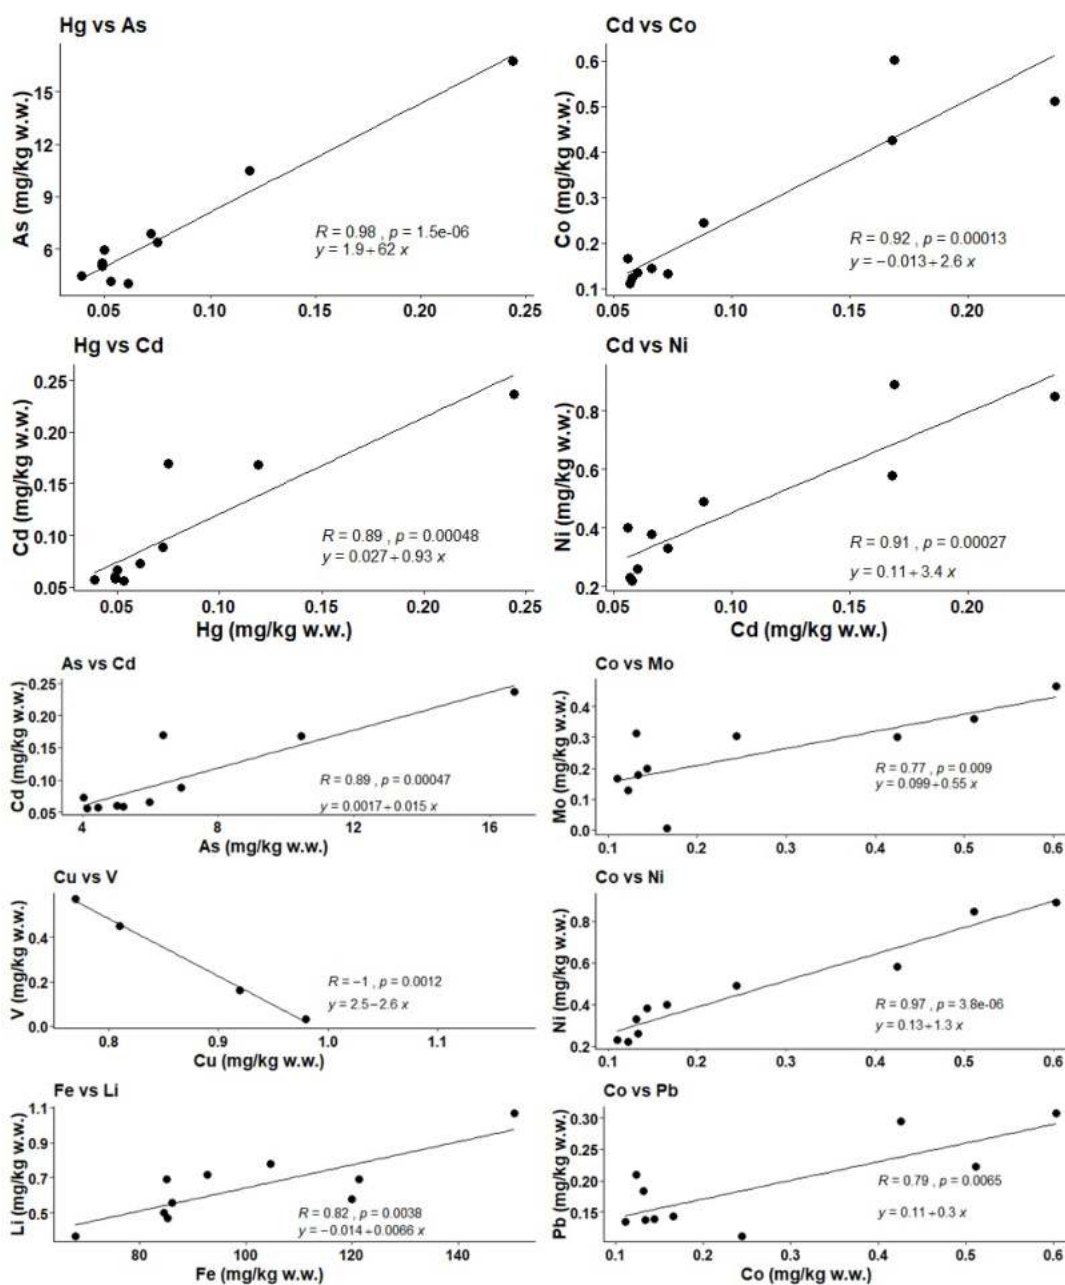 Hg vs As
As (mg/kg w.w.)
15
12
9
6
R = 0.98 , p = 1.5e-06
y = 1.9+62 x
0.05 0.10 0.15 0.20 0.25
Cd vs Co
Co (mg/kg w.w.)
0.6
0.5
0.4
0.3
0.2
0.1
R = 0.92 , p = 0.00013
y = −0.013+2.6 x
0.05 0.10 0.15 0.20
Hg vs Cd
Cd (mg/kg w.w.)
0.25
0.20
0.15
0.10
0.05
R = 0.89 , p = 0.00048
y = 0.027+0.93 x
0.05 0.10 0.15 0.20 0.25
Hg (mg/kg w.w.)
Cd vs Ni
Ni (mg/kg w.w.)
0.8
0.6
0.4
0.2
R = 0.91 , p = 0.00027
y = 0.11+3.4 x
0.05 0.10 0.15 0.20
Cd (mg/kg w.w.)
As vs Cd
Cd (mg/kg w.w.)
0.25
0.20
0.15
0.10
0.05
R = 0.89 , p = 0.00047
y = 0.0017+0.015 x
4 8 12 16
As (mg/kg w.w.)
Co vs Mo
Mo (mg/kg w.w.)
0.4
0.3
0.2
0.1
0.0
R = 0.77 , p = 0.009
y = 0.099+0.55 x
0.1 0.2 0.3 0.4 0.5 0.6
Cu vs V
V (mg/kg w.w.)
0.4
0.2
0.0
R = −1 , p = 0.0012
y = 2.5−2.6 x
0.8 0.9 1.0 1.1
Cu (mg/kg w.w.)
Co vs Ni
Ni (mg/kg w.w.)
0.8
0.6
0.4
0.2
R = 0.97 , p = 3.8e-06
y = 0.13+1.3 x
0.1 0.2 0.3 0.4 0.5 0.6
Fe vs Li
Li (mg/kg w.w.)
1.1
0.9
0.7
0.5
R = 0.82 , p = 0.0038
y = −0.014+0.0066 x
80 100 120 140
Fe (mg/kg w.w.)
Co vs Pb
Pb (mg/kg w.w.)
0.30
0.25
0.20
0.15
R = 0.79 , p = 0.0065
y = 0.11+0.3 x
0.1 0.2 0.3 0.4 0.5 0.6
Co (mg/kg w.w.)